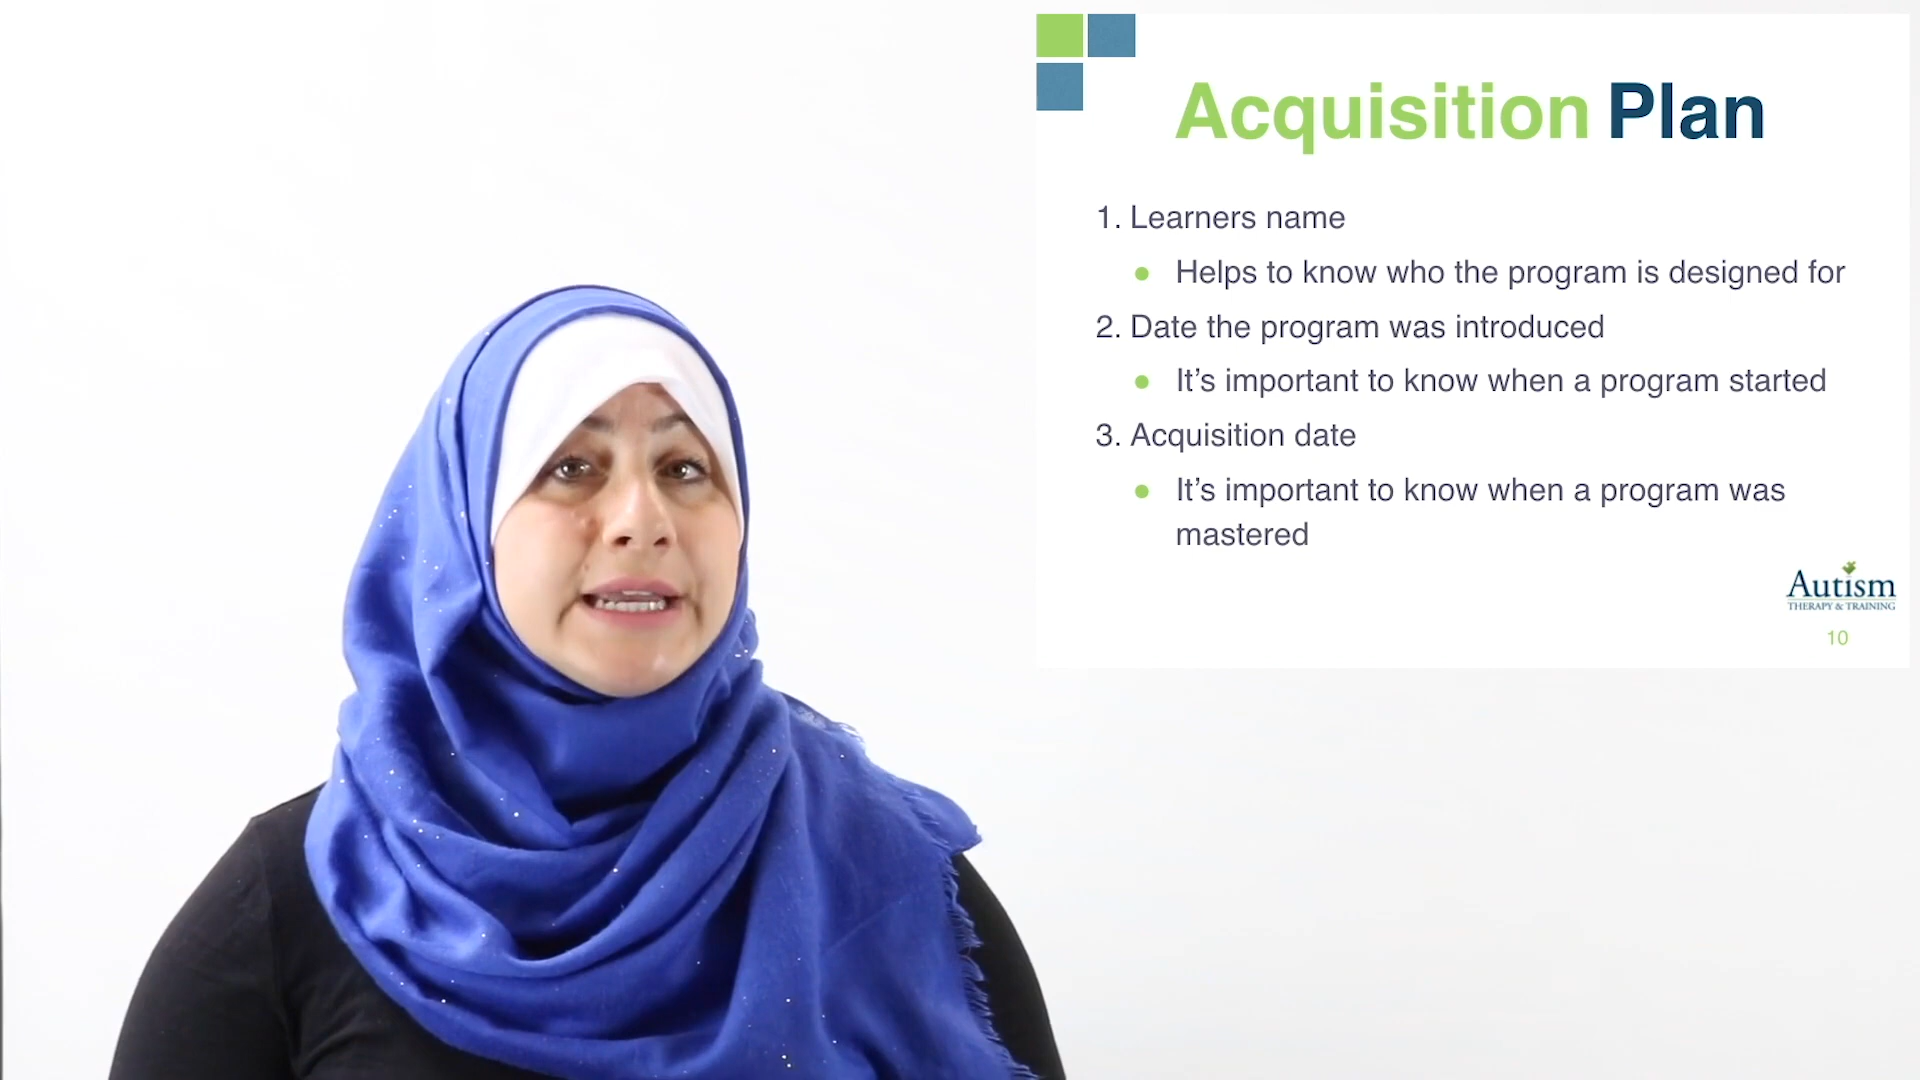 Acquisition Plan
1. Learners name
● Helps to know who the program is designed for
2. Date the program was introduced
● It’s important to know when a program started
3. Acquisition date
● It’s important to know when a program was
mastered
Autism
THERAPY & TRAINING
10